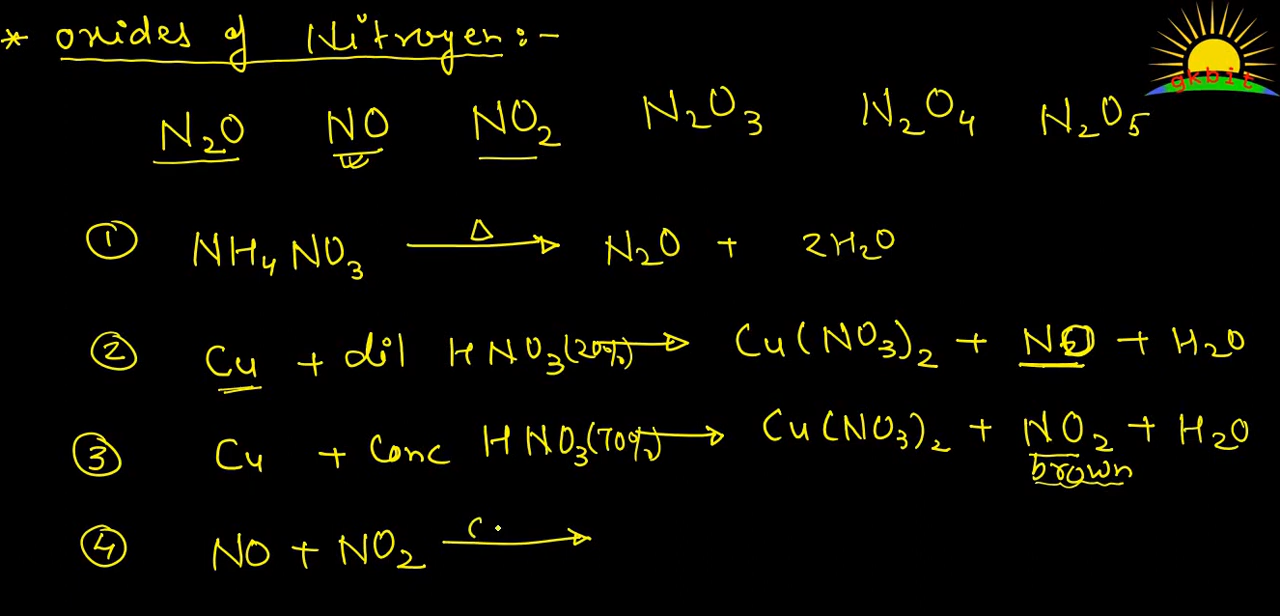 * oxides of Nitrogen :-
gkbit
N₂O NO NO₂ N₂O₃ N₂O₄ N₂O₅
① NH₄NO₃ —Δ→ N₂O + 2H₂O
② Cu + dil HNO₃(20%) → Cu(NO₃)₂ + NO + H₂O
③ Cu + Conc HNO₃(70%) → Cu(NO₃)₂ + NO₂ + H₂O
brown
④ NO + NO₂ —(→